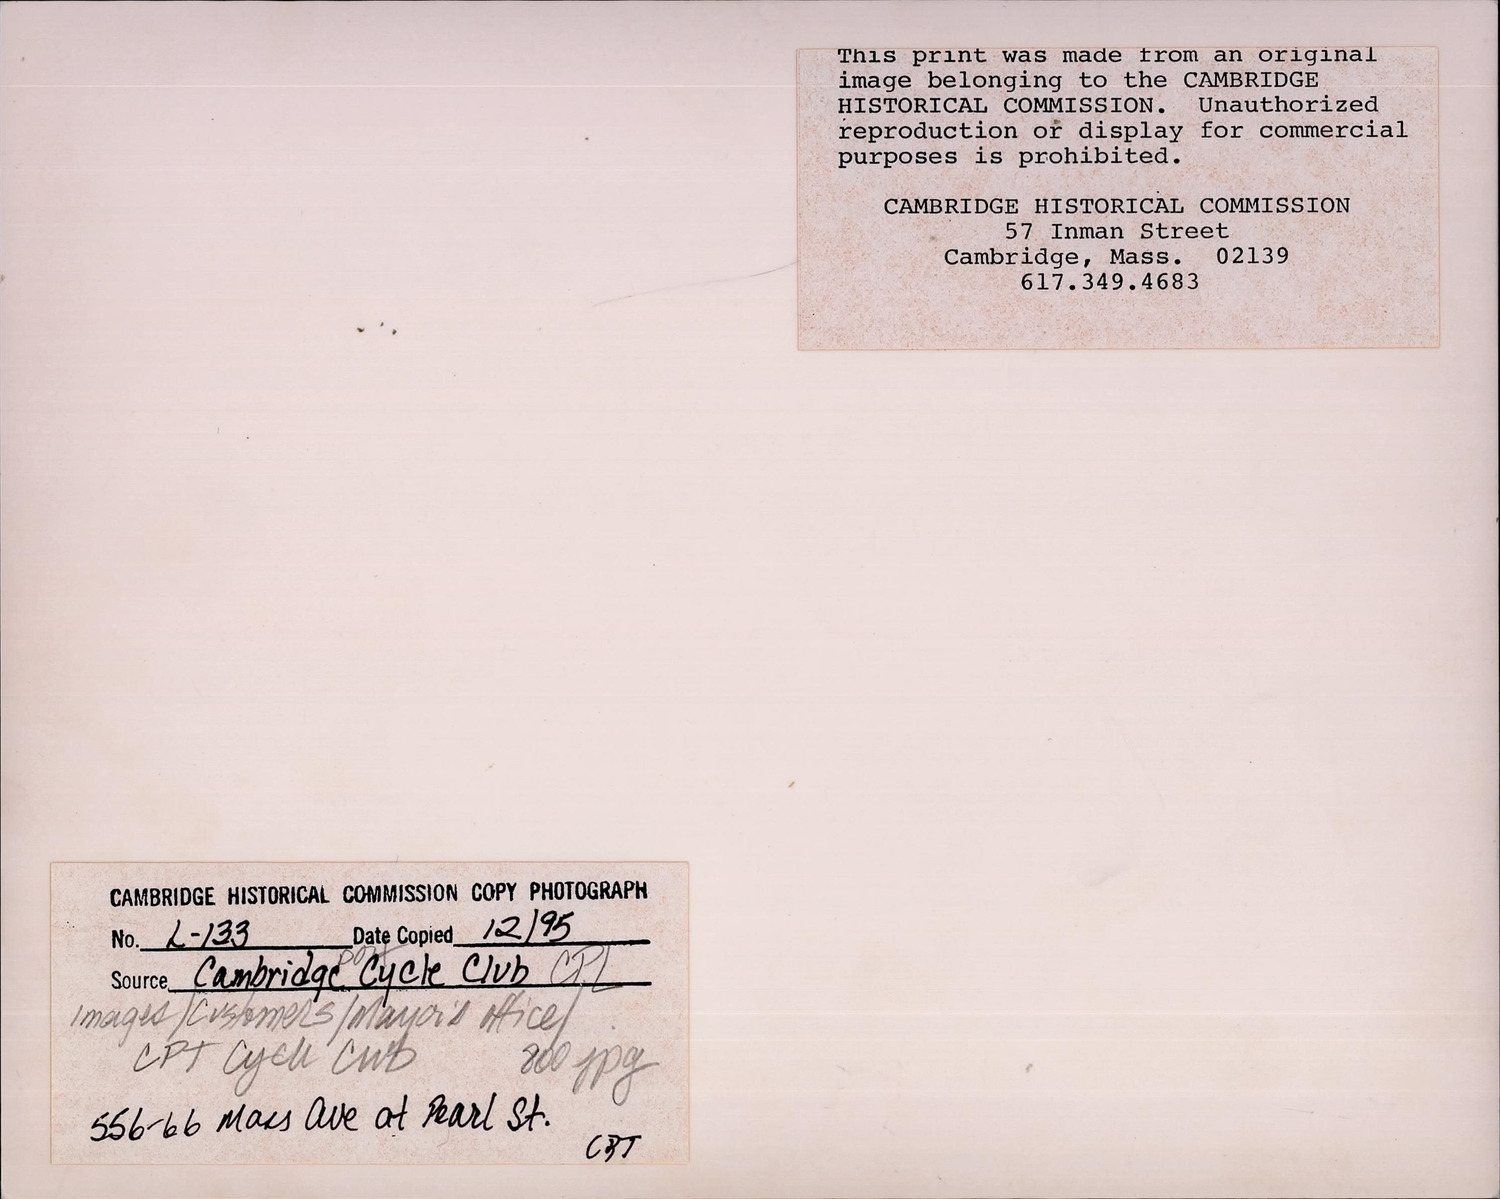 This print was made from an original
image belonging to the CAMBRIDGE
HISTORICAL COMMISSION. Unauthorized
reproduction or display for commercial
purposes is prohibited.
CAMBRIDGE HISTORICAL COMMISSION
57 Inman Street
Cambridge, Mass. 02139
617.349.4683
CAMBRIDGE HISTORICAL COMMISSION COPY PHOTOGRAPH
No. L-133 Date Copied 12/95
port
Source Cambridge Cycle Club CPL
Images/Customers/Mayor's office/
CPT Cycle Club 800 jpg
556-66 Mass Ave at Pearl St.